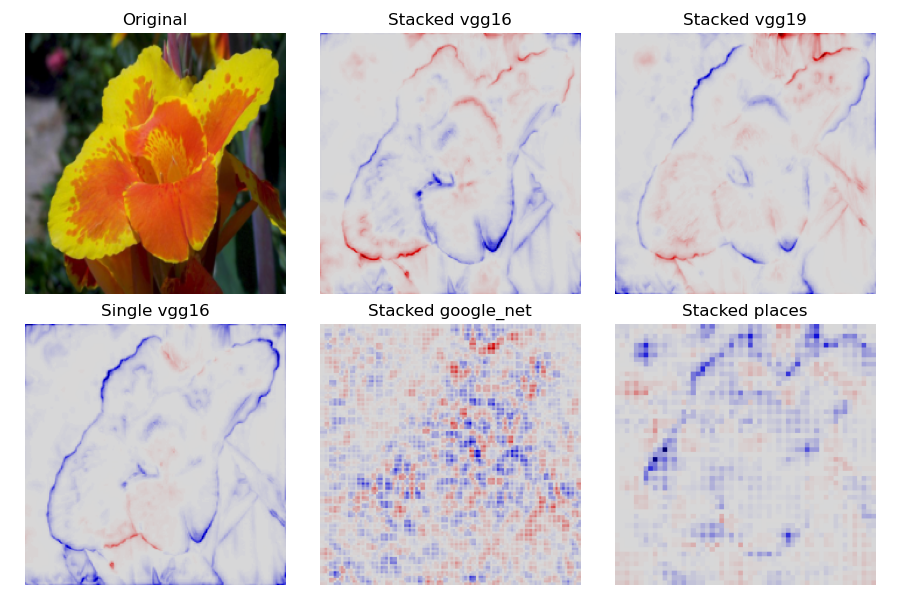 Original
Stacked vgg16
Stacked vgg19
Single vgg16
Stacked google_net
Stacked places